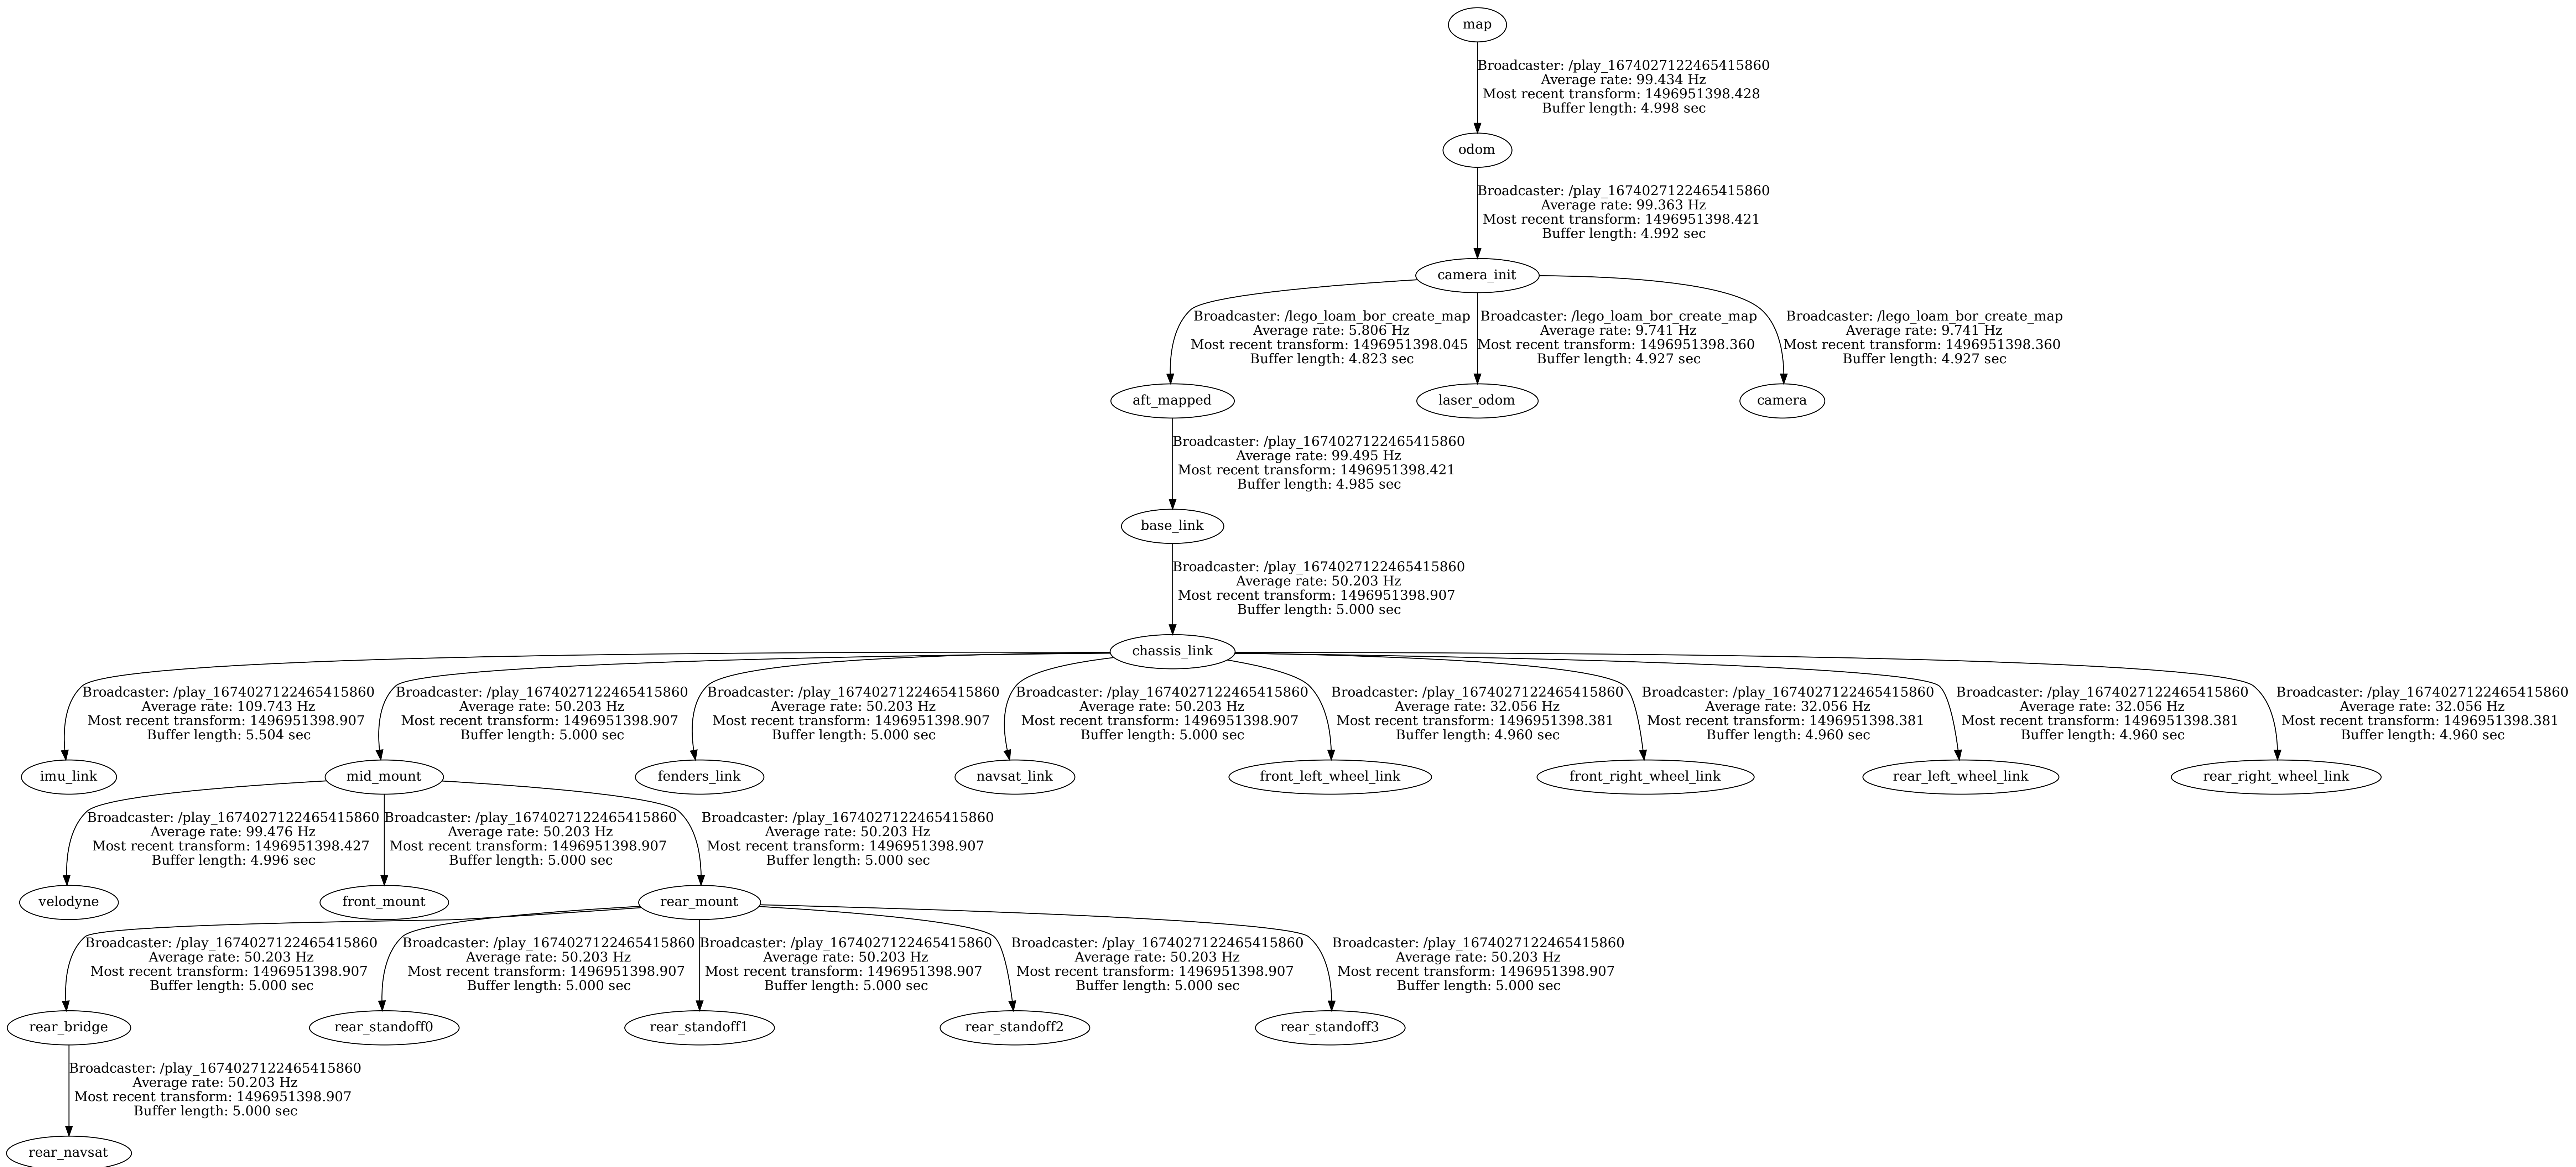 map
Broadcaster: /play_1674027122465415860
Average rate: 99.434 Hz
Most recent transform: 1496951398.428
Buffer length: 4.998 sec
odom
Broadcaster: /play_1674027122465415860
Average rate: 99.363 Hz
Most recent transform: 1496951398.421
Buffer length: 4.992 sec
camera_init
Broadcaster: /lego_loam_bor_create_map
Average rate: 5.806 Hz
Most recent transform: 1496951398.045
Buffer length: 4.823 sec
Broadcaster: /lego_loam_bor_create_map
Average rate: 9.741 Hz
Most recent transform: 1496951398.360
Buffer length: 4.927 sec
Broadcaster: /lego_loam_bor_create_map
Average rate: 9.741 Hz
Most recent transform: 1496951398.360
Buffer length: 4.927 sec
aft_mapped
laser_odom
camera
Broadcaster: /play_1674027122465415860
Average rate: 99.495 Hz
Most recent transform: 1496951398.421
Buffer length: 4.985 sec
base_link
Broadcaster: /play_1674027122465415860
Average rate: 50.203 Hz
Most recent transform: 1496951398.907
Buffer length: 5.000 sec
chassis_link
Broadcaster: /play_1674027122465415860
Average rate: 109.743 Hz
Most recent transform: 1496951398.907
Buffer length: 5.504 sec
Broadcaster: /play_1674027122465415860
Average rate: 50.203 Hz
Most recent transform: 1496951398.907
Buffer length: 5.000 sec
Broadcaster: /play_1674027122465415860
Average rate: 50.203 Hz
Most recent transform: 1496951398.907
Buffer length: 5.000 sec
Broadcaster: /play_1674027122465415860
Average rate: 50.203 Hz
Most recent transform: 1496951398.907
Buffer length: 5.000 sec
Broadcaster: /play_1674027122465415860
Average rate: 32.056 Hz
Most recent transform: 1496951398.381
Buffer length: 4.960 sec
Broadcaster: /play_1674027122465415860
Average rate: 32.056 Hz
Most recent transform: 1496951398.381
Buffer length: 4.960 sec
Broadcaster: /play_1674027122465415860
Average rate: 32.056 Hz
Most recent transform: 1496951398.381
Buffer length: 4.960 sec
Broadcaster: /play_1674027122465415860
Average rate: 32.056 Hz
Most recent transform: 1496951398.381
Buffer length: 4.960 sec
imu_link
mid_mount
fenders_link
navsat_link
front_left_wheel_link
front_right_wheel_link
rear_left_wheel_link
rear_right_wheel_link
Broadcaster: /play_1674027122465415860
Average rate: 99.476 Hz
Most recent transform: 1496951398.427
Buffer length: 4.996 sec
Broadcaster: /play_1674027122465415860
Average rate: 50.203 Hz
Most recent transform: 1496951398.907
Buffer length: 5.000 sec
Broadcaster: /play_1674027122465415860
Average rate: 50.203 Hz
Most recent transform: 1496951398.907
Buffer length: 5.000 sec
velodyne
front_mount
rear_mount
Broadcaster: /play_1674027122465415860
Average rate: 50.203 Hz
Most recent transform: 1496951398.907
Buffer length: 5.000 sec
Broadcaster: /play_1674027122465415860
Average rate: 50.203 Hz
Most recent transform: 1496951398.907
Buffer length: 5.000 sec
Broadcaster: /play_1674027122465415860
Average rate: 50.203 Hz
Most recent transform: 1496951398.907
Buffer length: 5.000 sec
Broadcaster: /play_1674027122465415860
Average rate: 50.203 Hz
Most recent transform: 1496951398.907
Buffer length: 5.000 sec
Broadcaster: /play_1674027122465415860
Average rate: 50.203 Hz
Most recent transform: 1496951398.907
Buffer length: 5.000 sec
rear_bridge
rear_standoff0
rear_standoff1
rear_standoff2
rear_standoff3
Broadcaster: /play_1674027122465415860
Average rate: 50.203 Hz
Most recent transform: 1496951398.907
Buffer length: 5.000 sec
rear_navsat